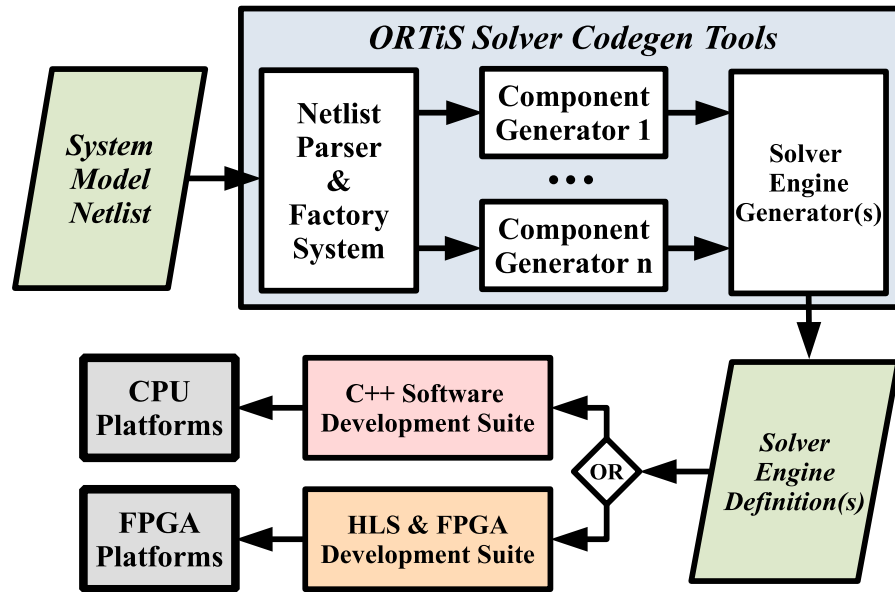 ORTiS Solver Codegen Tools
System
Model
Netlist
Netlist
Parser
&
Factory
System
Component
Generator 1
...
Component
Generator n
Solver
Engine
Generator(s)
Solver
Engine
Definition(s)
OR
C++ Software
Development Suite
CPU
Platforms
HLS & FPGA
Development Suite
FPGA
Platforms